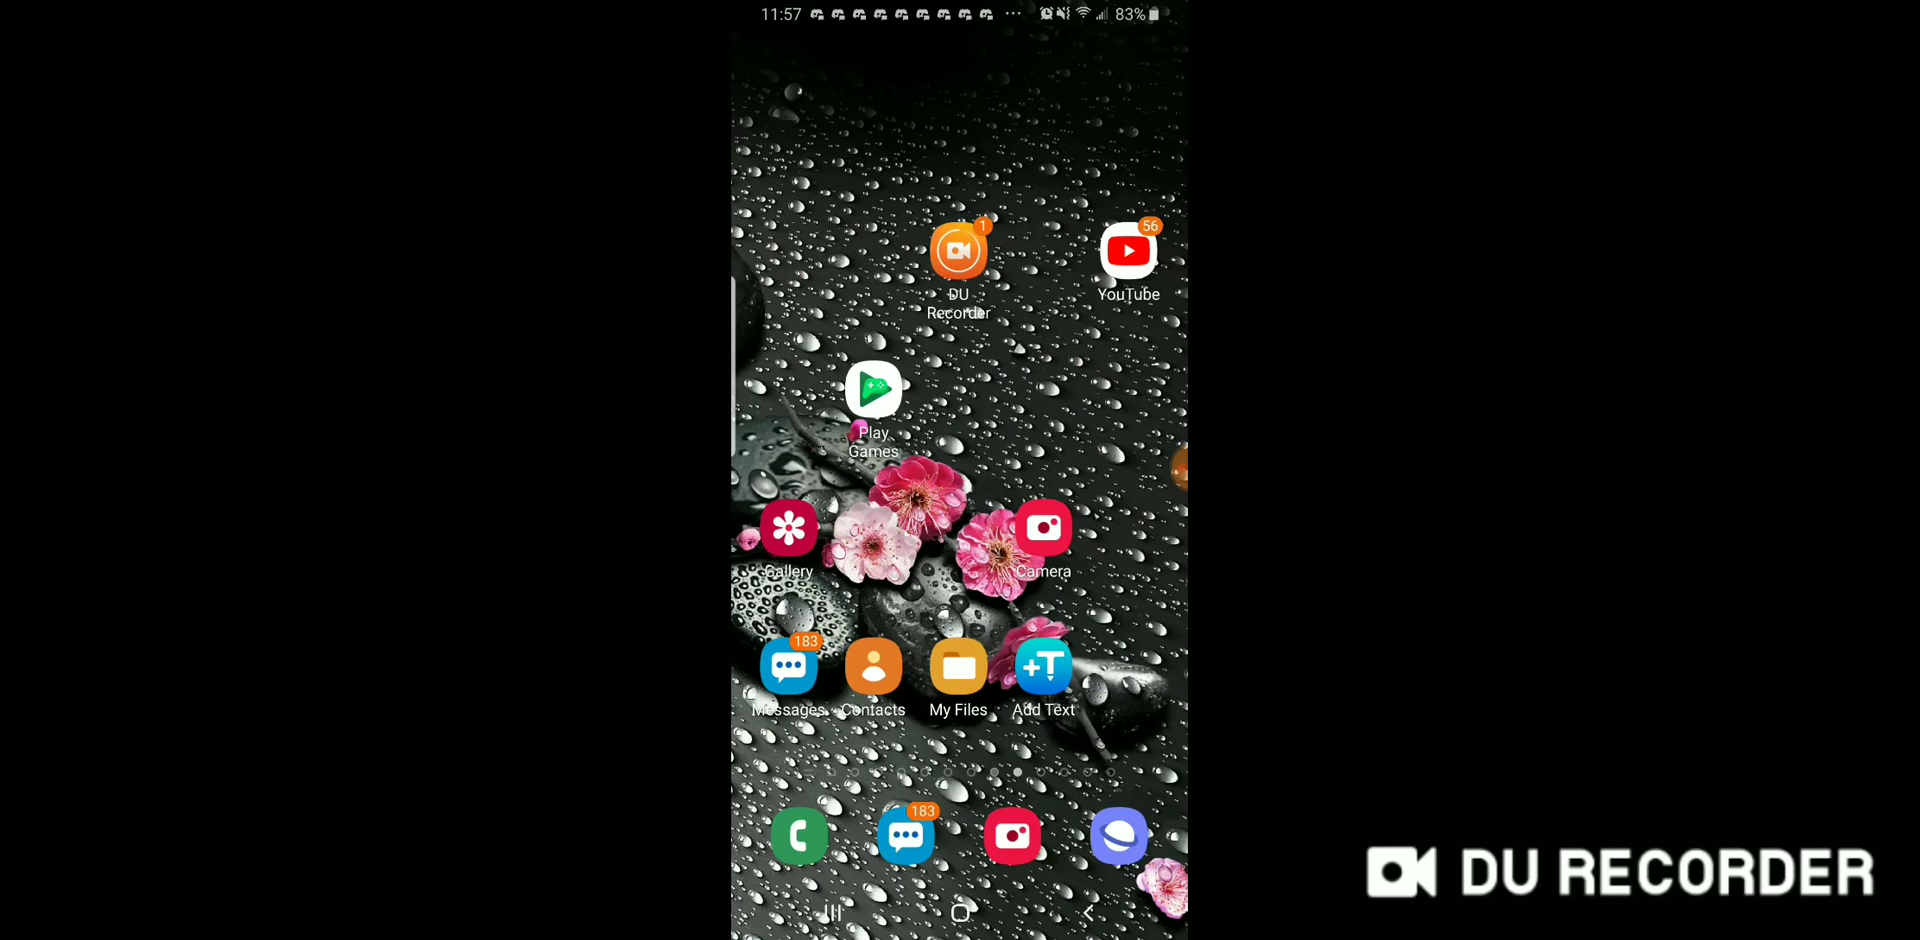 11:57
83%
1
56
DU
Recorder
YouTube
Play
Games
Gallery
Camera
183
+T
Messages
Contacts
My Files
Add Text
183
DU RECORDER